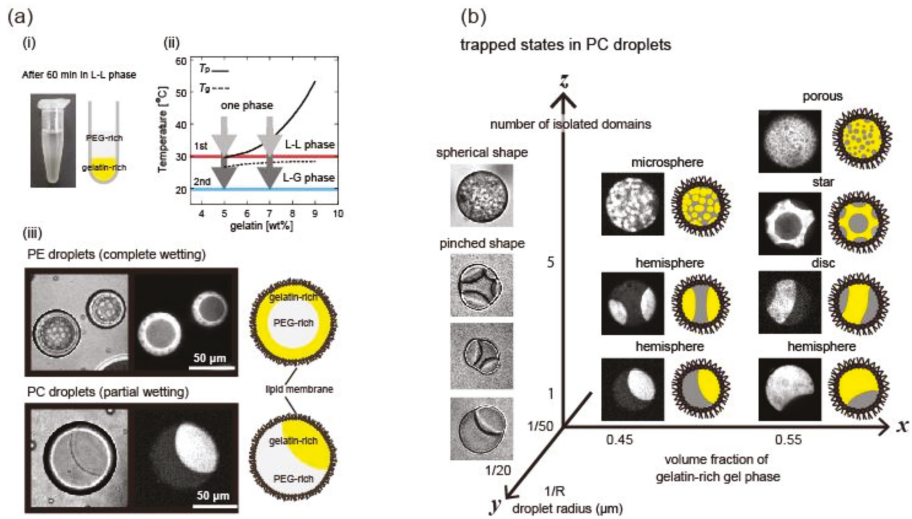 (a)
(i)
After 60 min in L-L phase
PEG-rich
gelatin-rich
(ii)
Temperature [°C]
60
50
40
30
20
Tp
Tg
one phase
1st
L-L phase
2nd
L-G phase
4 5 6 7 8 9 10
gelatin [wt%]
(iii)
PE droplets (complete wetting)
50 µm
gelatin-rich
PEG-rich
lipid membrane
PC droplets (partial wetting)
50 µm
gelatin-rich
PEG-rich
(b)
trapped states in PC droplets
z
number of isolated domains
spherical shape
pinched shape
5
1
1/50
1/20
y
1/R
droplet radius (µm)
microsphere
hemisphere
hemisphere
porous
star
disc
hemisphere
x
0.45
0.55
volume fraction of
gelatin-rich gel phase